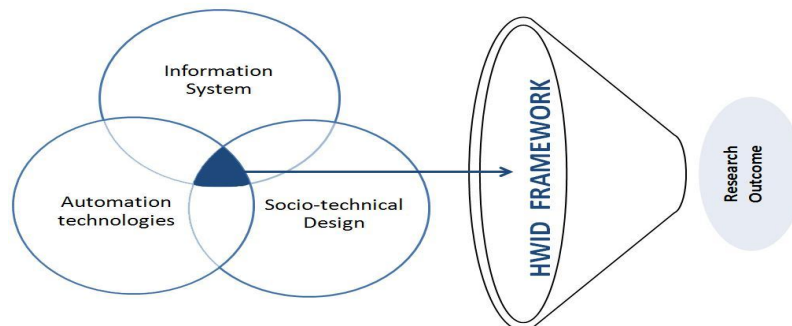 Information
System
Automation
technologies
Socio-technical
Design
HWID FRAMEWORK
Research
Outcome